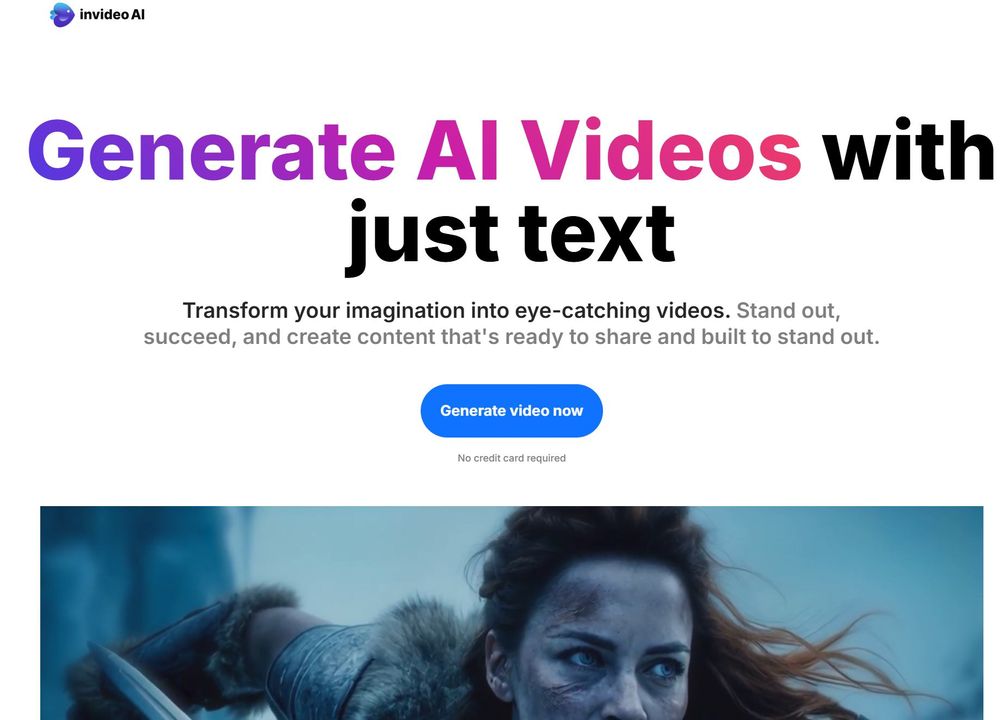 invideo AI
Generate AI Videos with
just text
Transform your imagination into eye-catching videos. Stand out,
succeed, and create content that's ready to share and built to stand out.
Generate video now
No credit card required